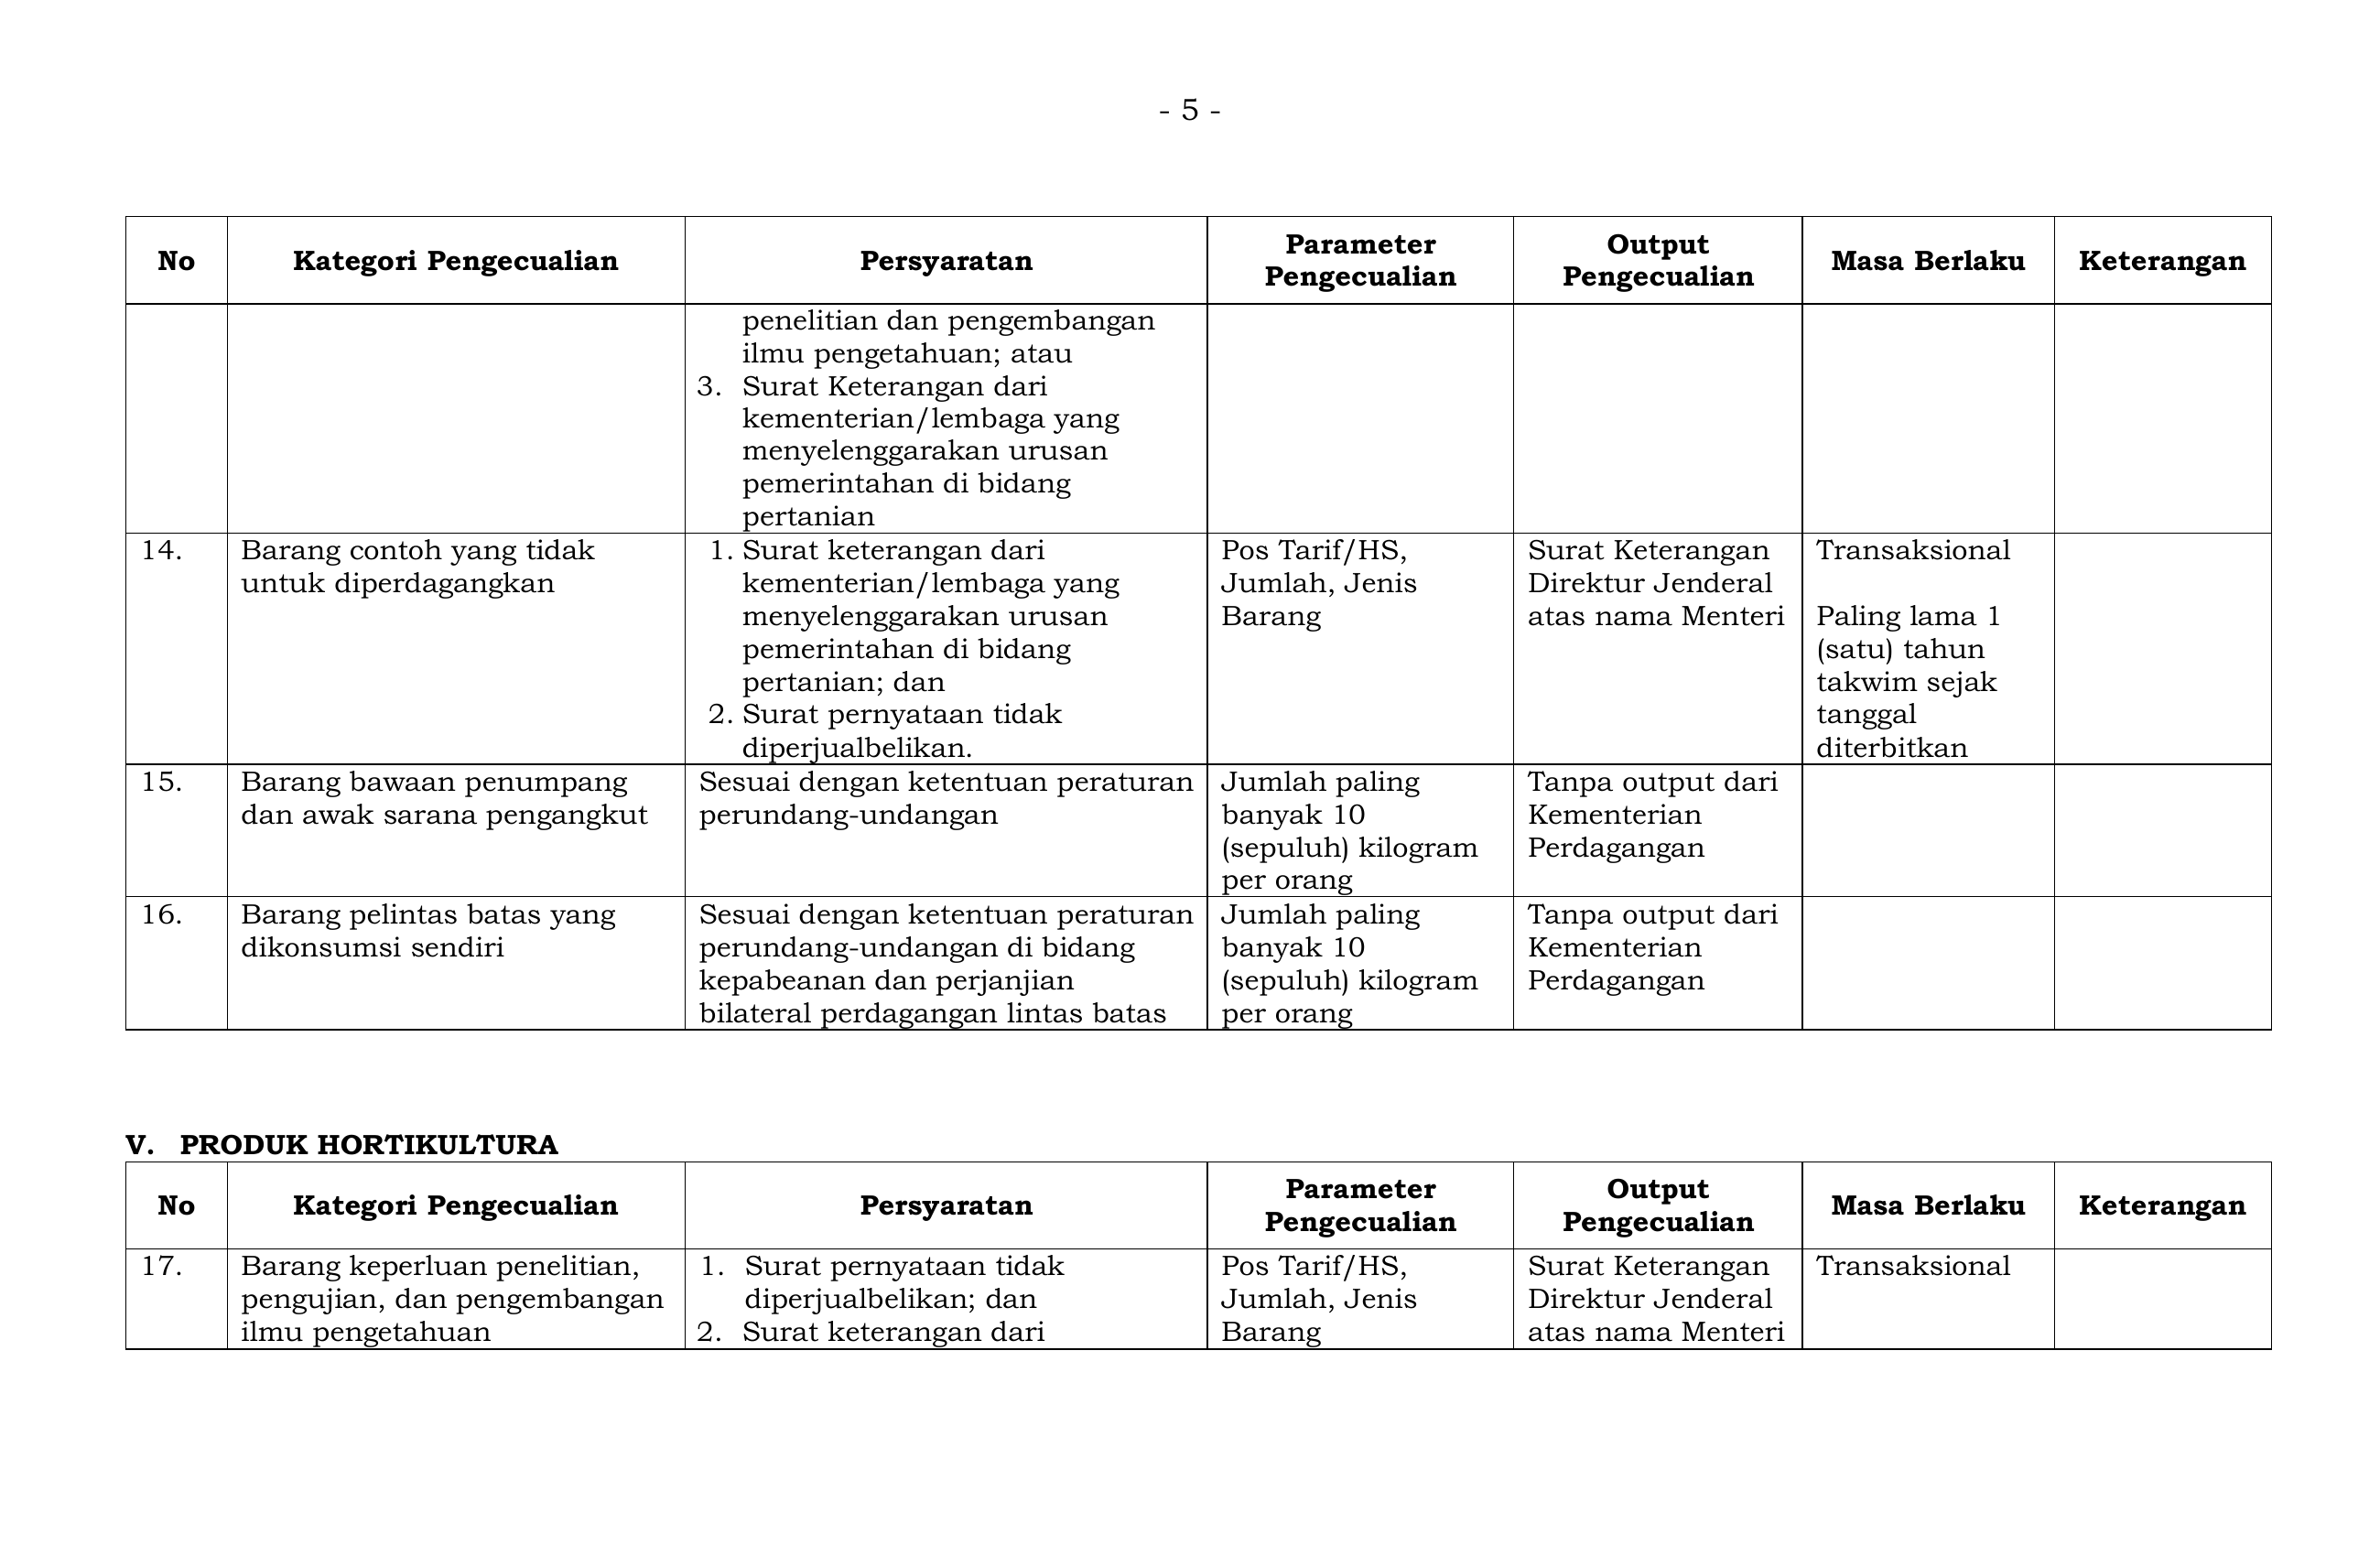 - 5 -
No
Kategori Pengecualian
Persyaratan
Parameter
Pengecualian
Output
Pengecualian
Masa Berlaku
Keterangan
penelitian dan pengembangan
ilmu pengetahuan; atau
3. Surat Keterangan dari
kementerian/lembaga yang
menyelenggarakan urusan
pemerintahan di bidang
pertanian
14.
Barang contoh yang tidak
untuk diperdagangkan
1. Surat keterangan dari
kementerian/lembaga yang
menyelenggarakan urusan
pemerintahan di bidang
pertanian; dan
2. Surat pernyataan tidak
diperjualbelikan.
Pos Tarif/HS,
Jumlah, Jenis
Barang
Surat Keterangan
Direktur Jenderal
atas nama Menteri
Transaksional
Paling lama 1
(satu) tahun
takwim sejak
tanggal
diterbitkan
15.
Barang bawaan penumpang
dan awak sarana pengangkut
Sesuai dengan ketentuan peraturan
perundang-undangan
Jumlah paling
banyak 10
(sepuluh) kilogram
per orang
Tanpa output dari
Kementerian
Perdagangan
16.
Barang pelintas batas yang
dikonsumsi sendiri
Sesuai dengan ketentuan peraturan
perundang-undangan di bidang
kepabeanan dan perjanjian
bilateral perdagangan lintas batas
Jumlah paling
banyak 10
(sepuluh) kilogram
per orang
Tanpa output dari
Kementerian
Perdagangan
V. PRODUK HORTIKULTURA
No
Kategori Pengecualian
Persyaratan
Parameter
Pengecualian
Output
Pengecualian
Masa Berlaku
Keterangan
17.
Barang keperluan penelitian,
pengujian, dan pengembangan
ilmu pengetahuan
1. Surat pernyataan tidak
diperjualbelikan; dan
2. Surat keterangan dari
Pos Tarif/HS,
Jumlah, Jenis
Barang
Surat Keterangan
Direktur Jenderal
atas nama Menteri
Transaksional